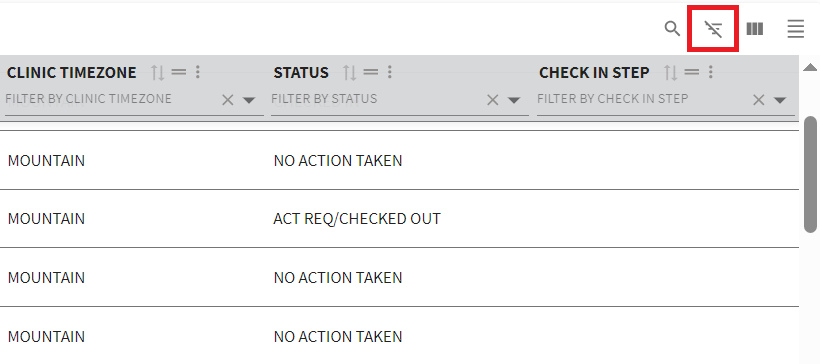 CLINIC TIMEZONE STATUS CHECK IN STEP
FILTER BY CLINIC TIMEZONE FILTER BY STATUS FILTER BY CHECK IN STEP
MOUNTAIN NO ACTION TAKEN
MOUNTAIN ACT REQ/CHECKED OUT
MOUNTAIN NO ACTION TAKEN
MOUNTAIN NO ACTION TAKEN